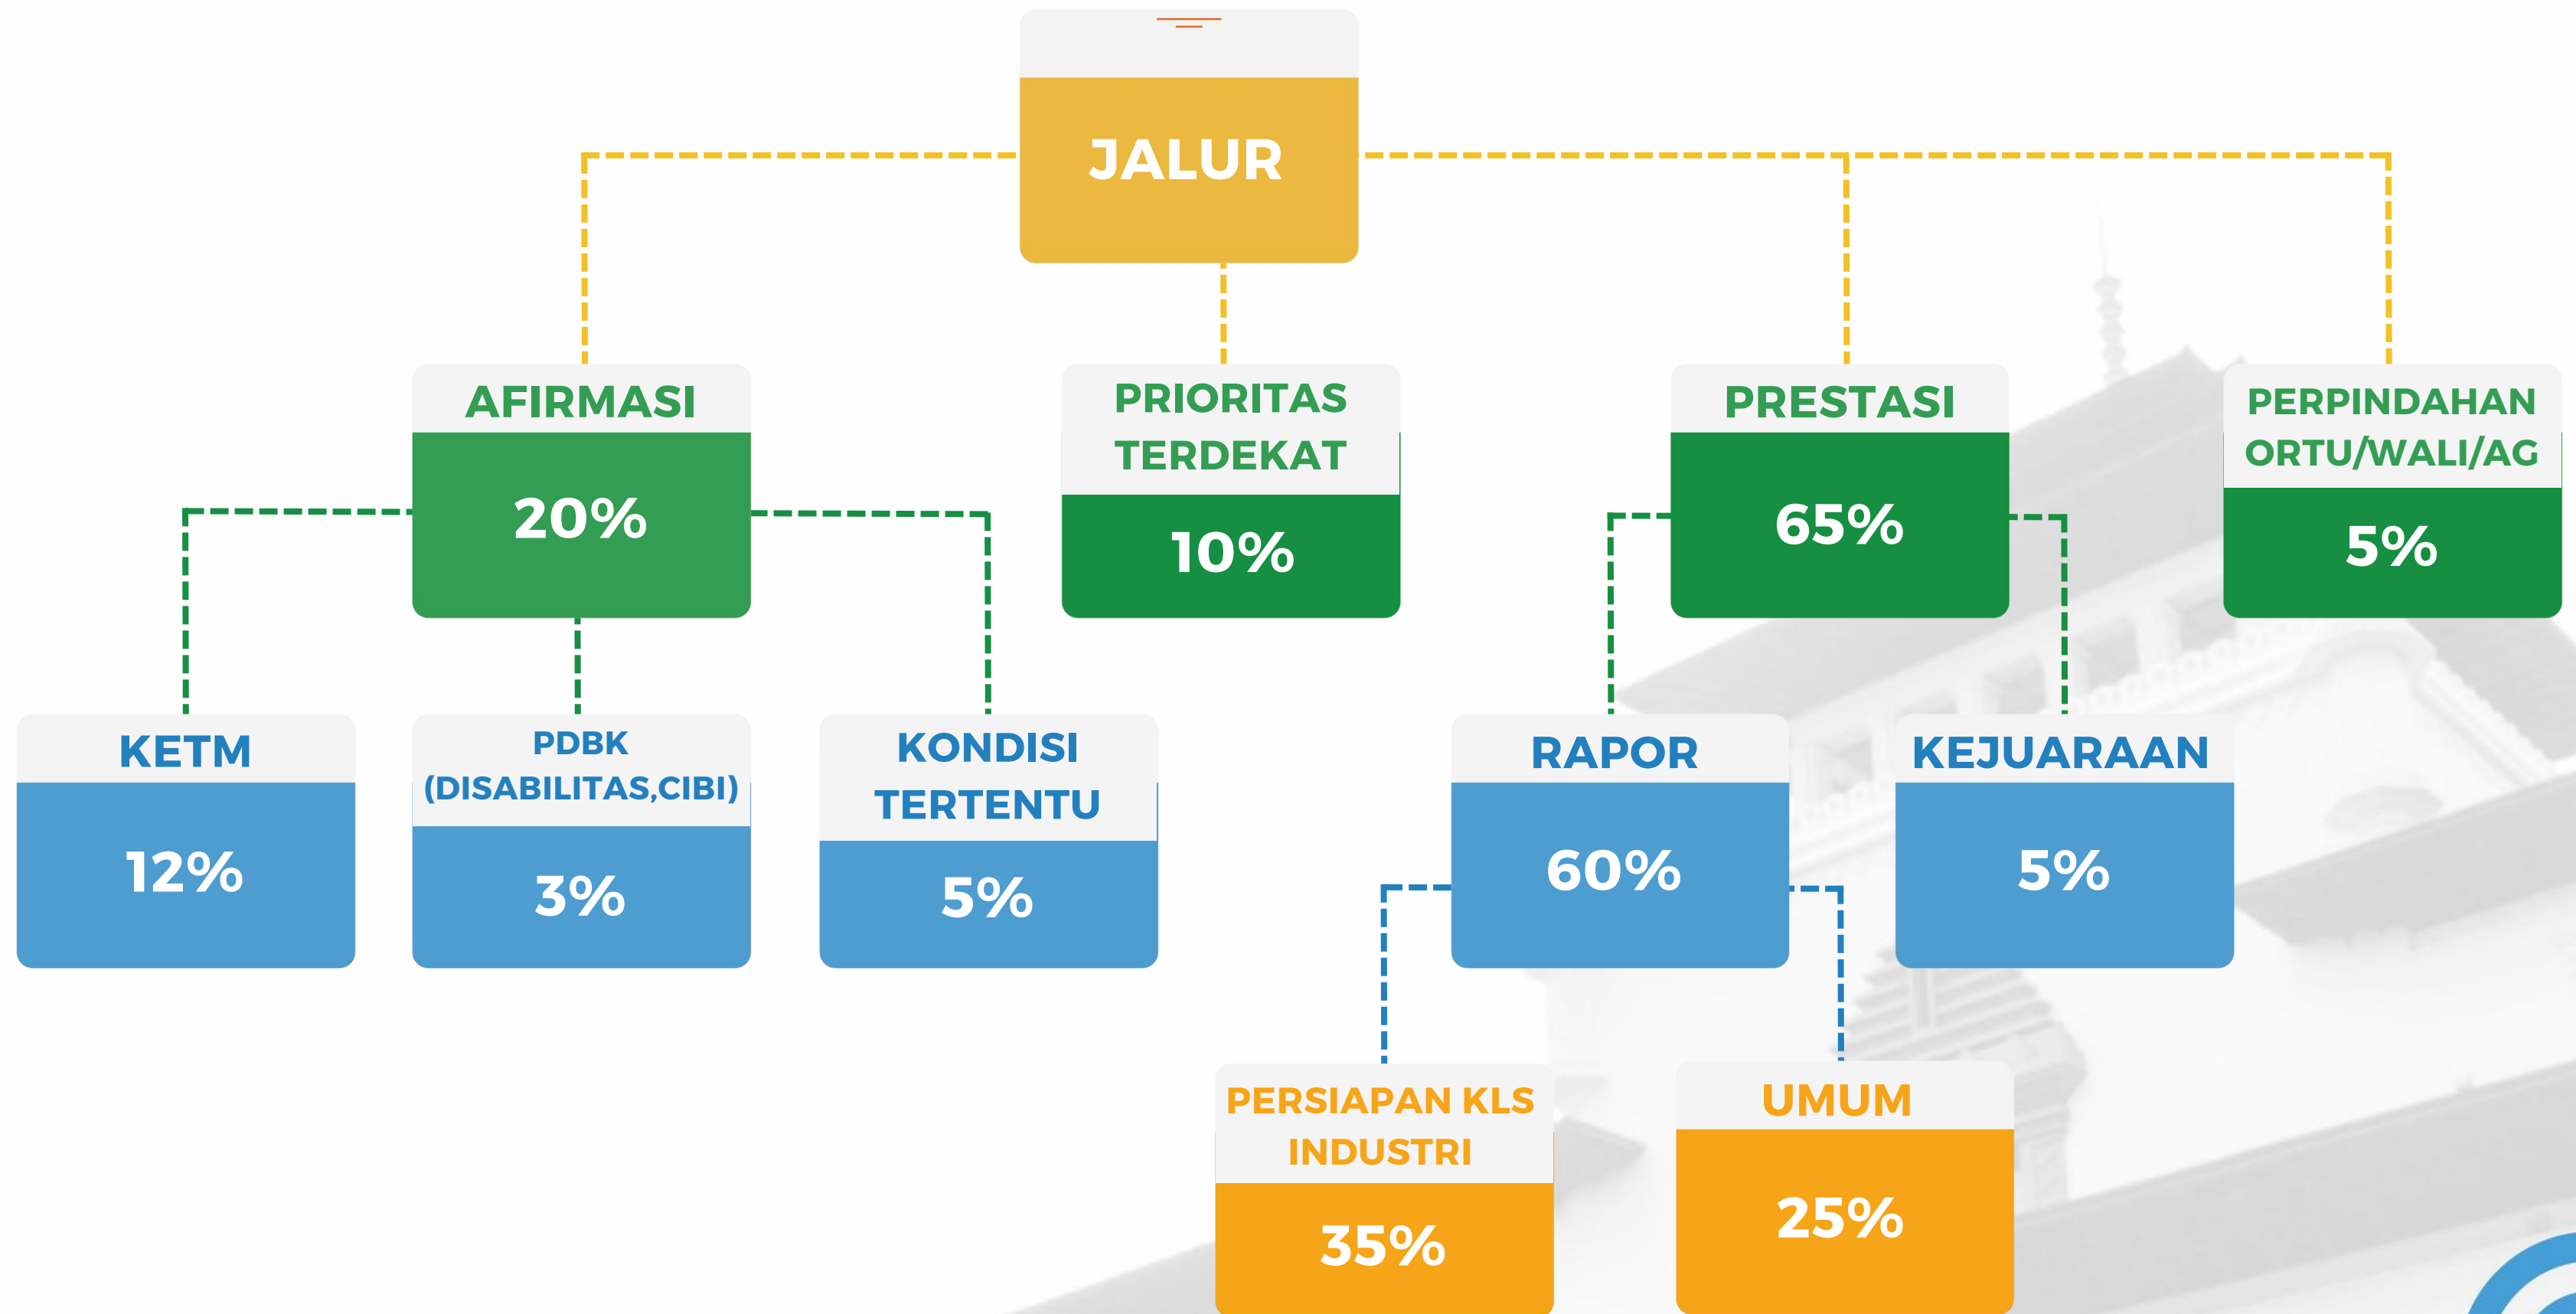 JALUR
AFIRMASI
20%
PRIORITAS
TERDEKAT
10%
PRESTASI
65%
PERPINDAHAN
ORTU/WALI/AG
5%
KETM
12%
PDBK
(DISABILITAS,CIBI)
3%
KONDISI
TERTENTU
5%
RAPOR
60%
KEJUARAAN
5%
PERSIAPAN KLS
INDUSTRI
35%
UMUM
25%